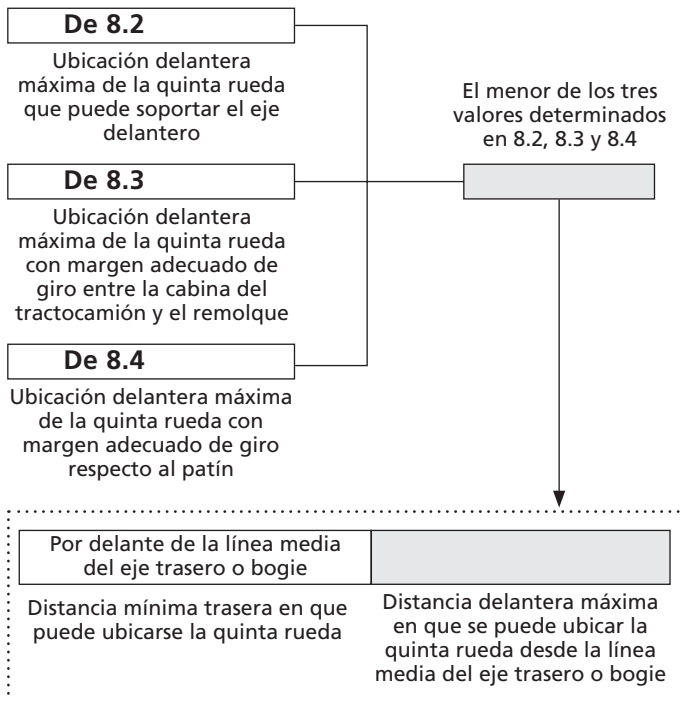 De 8.2
Ubicación delantera
máxima de la quinta rueda
que puede soportar el eje
delantero
El menor de los tres
valores determinados
en 8.2, 8.3 y 8.4
De 8.3
Ubicación delantera
máxima de la quinta rueda
con margen adecuado de
giro entre la cabina del
tractocamión y el remolque
De 8.4
Ubicación delantera máxima
de la quinta rueda con
margen adecuado de giro
respecto al patín
Por delante de la línea media
del eje trasero o bogie
Distancia mínima trasera en que
puede ubicarse la quinta rueda
Distancia delantera máxima
en que se puede ubicar la
quinta rueda desde la línea
media del eje trasero o bogie